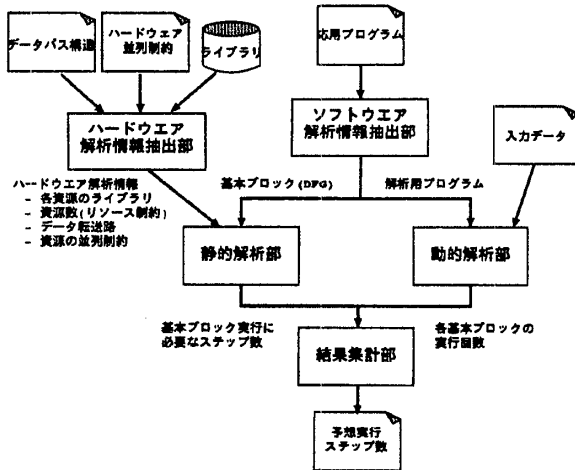 データパス構造
ハードウェア
並列制約
ライブラリ
応用プログラム
ハードウエア
解析情報抽出部
ソフトウエア
解析情報抽出部
入力データ
ハードウエア解析情報
- 各資源のライブラリ
- 資源数(リソース制約)
- データ転送路
- 資源の並列制約
基本ブロック(DFG)
解析用プログラム
静的解析部
動的解析部
基本ブロック実行に
必要なステップ数
各基本ブロックの
実行回数
結果集計部
予想実行
ステップ数